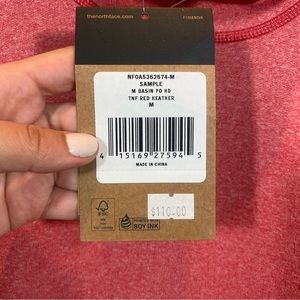 thenorthface.com
NF0A5362674-M
SAMPLE
M BASIN PO HD
TNF RED HEATHER
M
4 15169 27594 5
MADE IN CHINA
FSC
SOY INK
$110.00